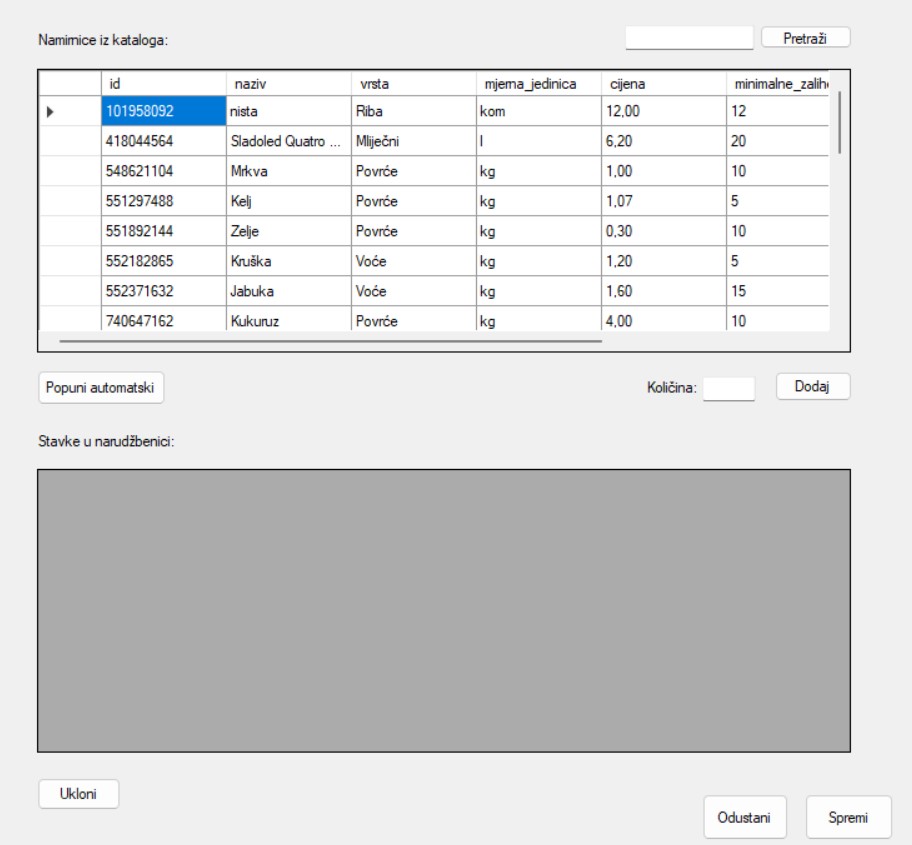 Namirnice iz kataloga: Pretraži
id naziv vrsta mjerna_jedinica cijena minimalne_zalihe
101958092 nista Riba kom 12,00 12
418044564 Sladoled Quatro ... Mliječni l 6,20 20
548621104 Mrkva Povrće kg 1,00 10
551297488 Kelj Povrće kg 1,07 5
551892144 Zelje Povrće kg 0,30 10
552182865 Kruška Voće kg 1,20 5
552371632 Jabuka Voće kg 1,60 15
740647162 Kukuruz Povrće kg 4,00 10
Popuni automatski Količina: Dodaj
Stavke u narudžbenici:
Ukloni
Odustani Spremi